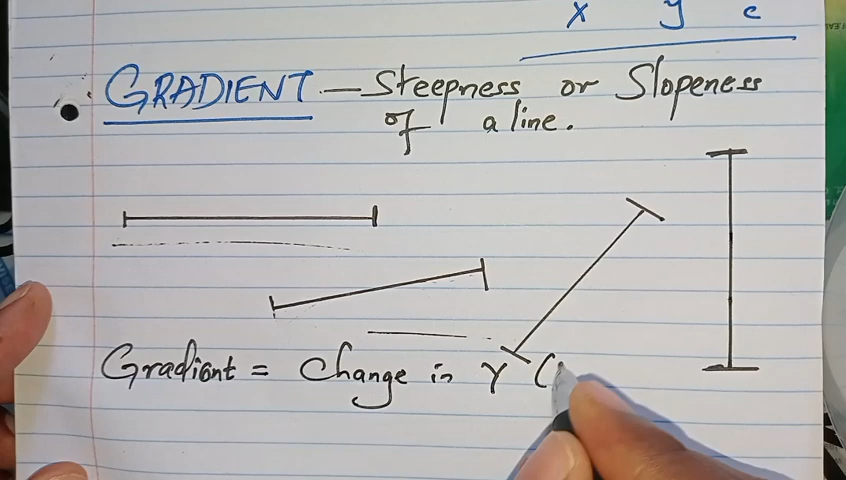 x y c
GRADIENT — Steepness or Slopeness
of a line.
Gradient = Change in Y (